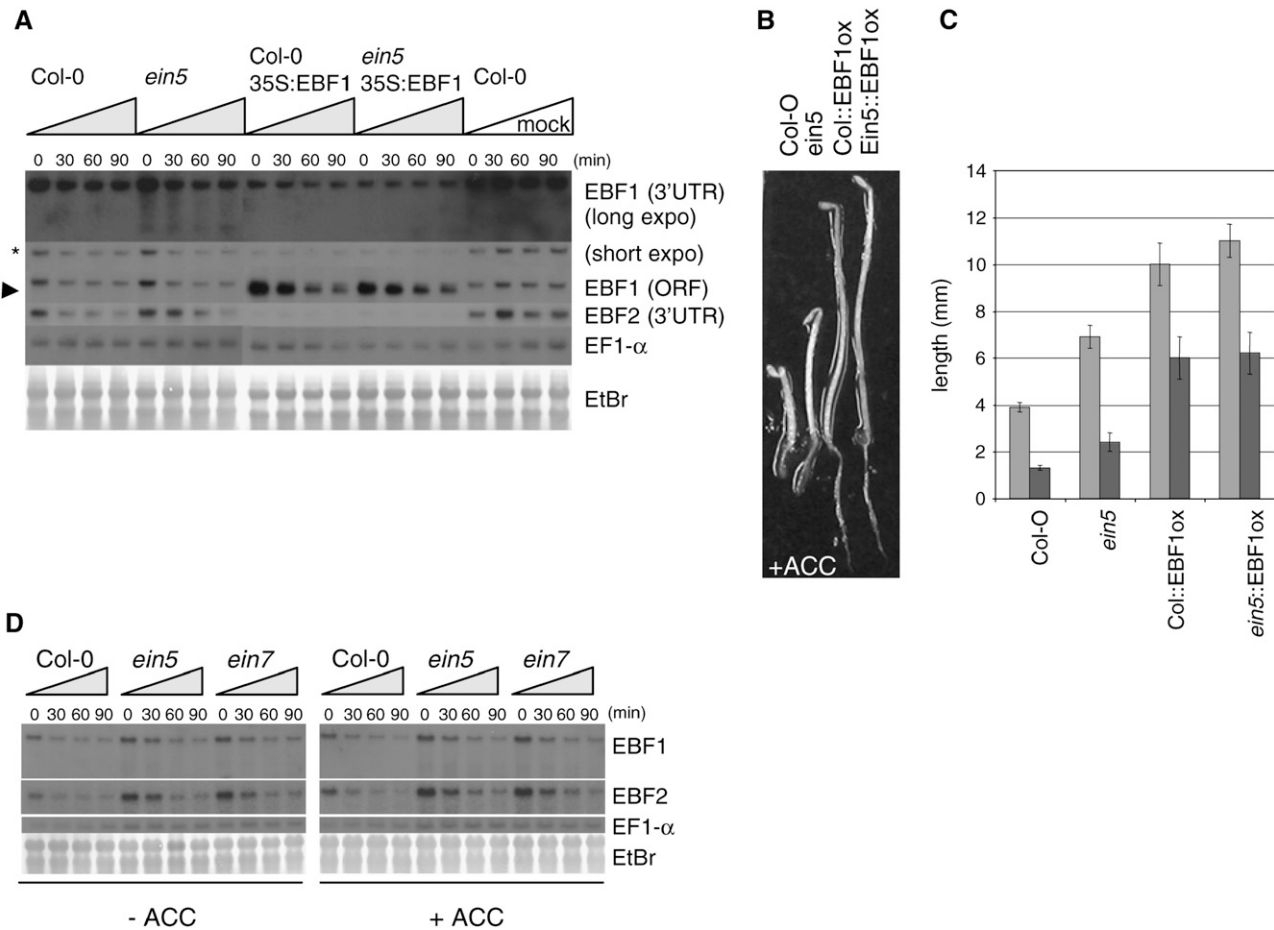 A
Col-0
ein5
Col-0
35S:EBF1
ein5
35S:EBF1
Col-0
mock
0 30 60 90 0 30 60 90 0 30 60 90 0 30 60 90 0 30 60 90 (min)
EBF1 (3'UTR)
(long expo)
*
(short expo)
EBF1 (ORF)
EBF2 (3'UTR)
EF1-α
EtBr
B
Col-O
ein5
Col::EBF1ox
Ein5::EBF1ox
+ACC
C
length (mm)
14
12
10
8
6
4
2
0
Col-O
ein5
Col::EBF1ox
ein5::EBF1ox
D
Col-0 ein5 ein7 Col-0 ein5 ein7
0 30 60 90 0 30 60 90 0 30 60 90 0 30 60 90 0 30 60 90 0 30 60 90 (min)
EBF1
EBF2
EF1-α
EtBr
- ACC
+ ACC